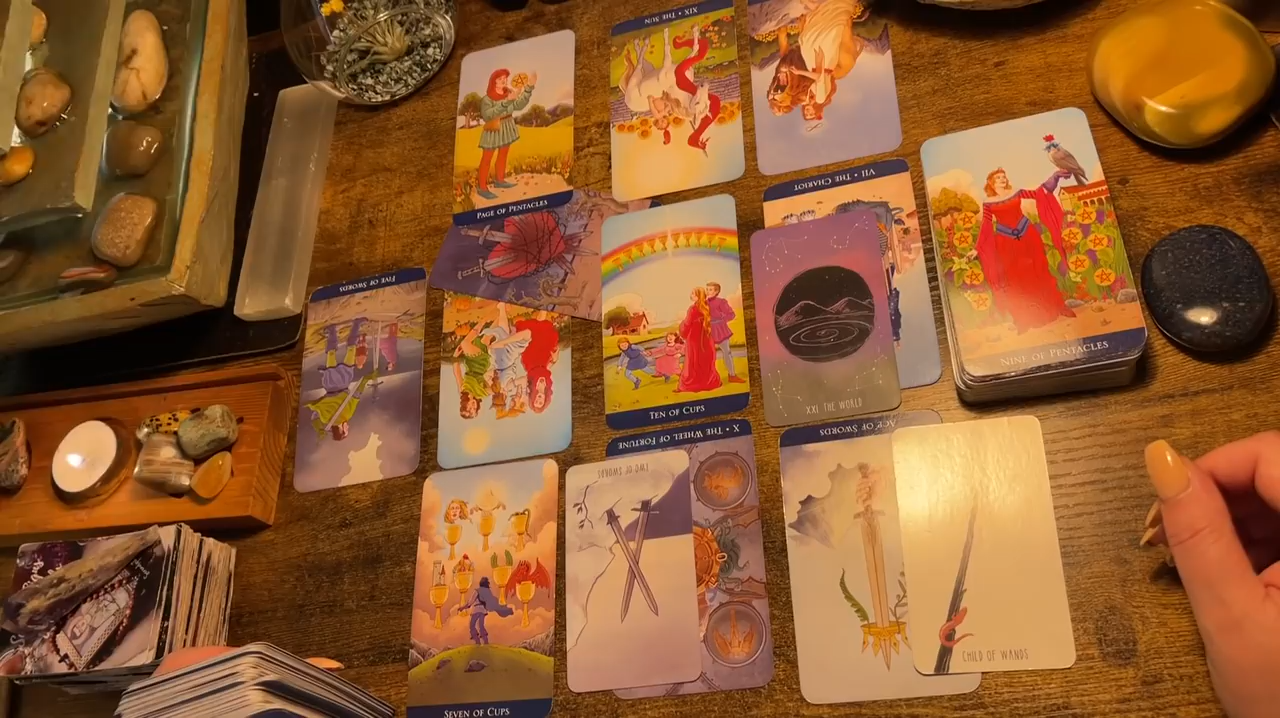 XIX • THE SUN
PAGE OF PENTACLES
VII • THE CHARIOT
FIVE OF SWORDS
NINE OF PENTACLES
XXI THE WORLD
TEN OF CUPS
X • THE WHEEL OF FORTUNE
ACE OF SWORDS
TWO OF SWORDS
CHILD OF WANDS
SEVEN OF CUPS